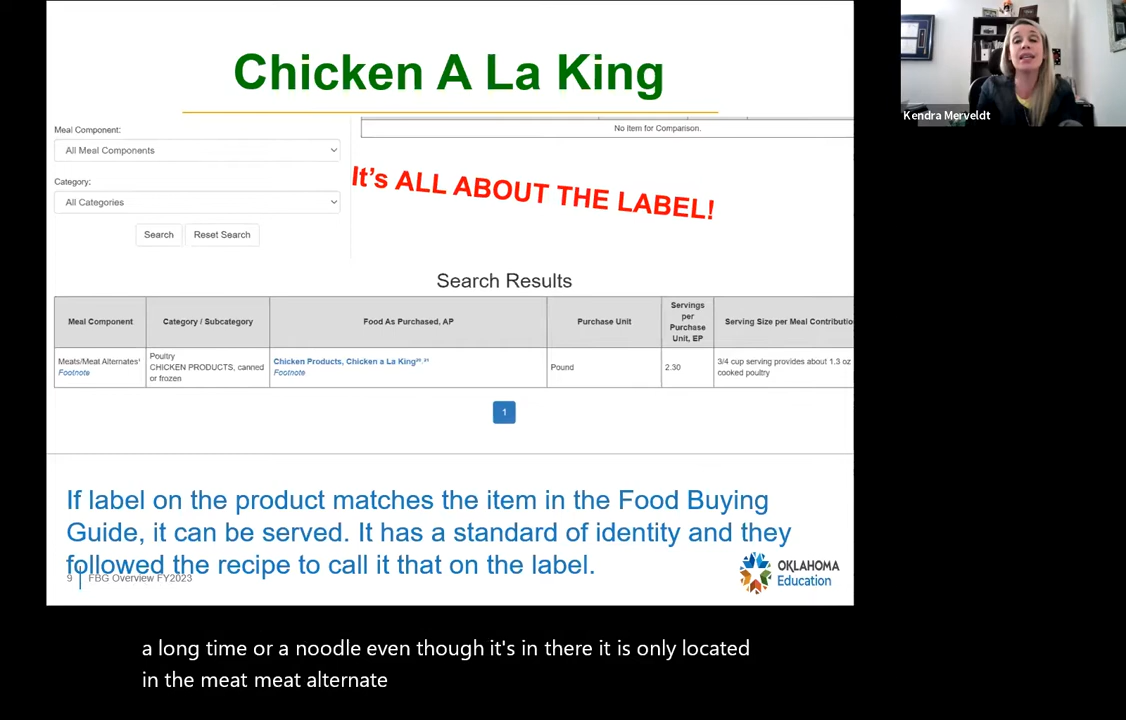 Chicken A La King
Kendra Merveldt
Meal Component:
All Meal Components
No Item for Comparison.
It's ALL ABOUT THE LABEL!
Category:
All Categories
Search Reset Search
Search Results
Meal Component
Category / Subcategory
Food As Purchased, AP
Purchase Unit
Servings
per
Purchase
Unit, EP
Serving Size per Meal Contributio
Meats/Meat Alternates¹
Footnote
Poultry
CHICKEN PRODUCTS, canned
or frozen
Chicken Products, Chicken a La King²⁰,²¹
Footnote
Pound
2.30
3/4 cup serving provides about 1.3 oz
cooked poultry
1
If label on the product matches the item in the Food Buying
Guide, it can be served. It has a standard of identity and they
followed the recipe to call it that on the label.
9 FBG Overview FY2023
OKLAHOMA
Education
a long time or a noodle even though it's in there it is only located
in the meat meat alternate